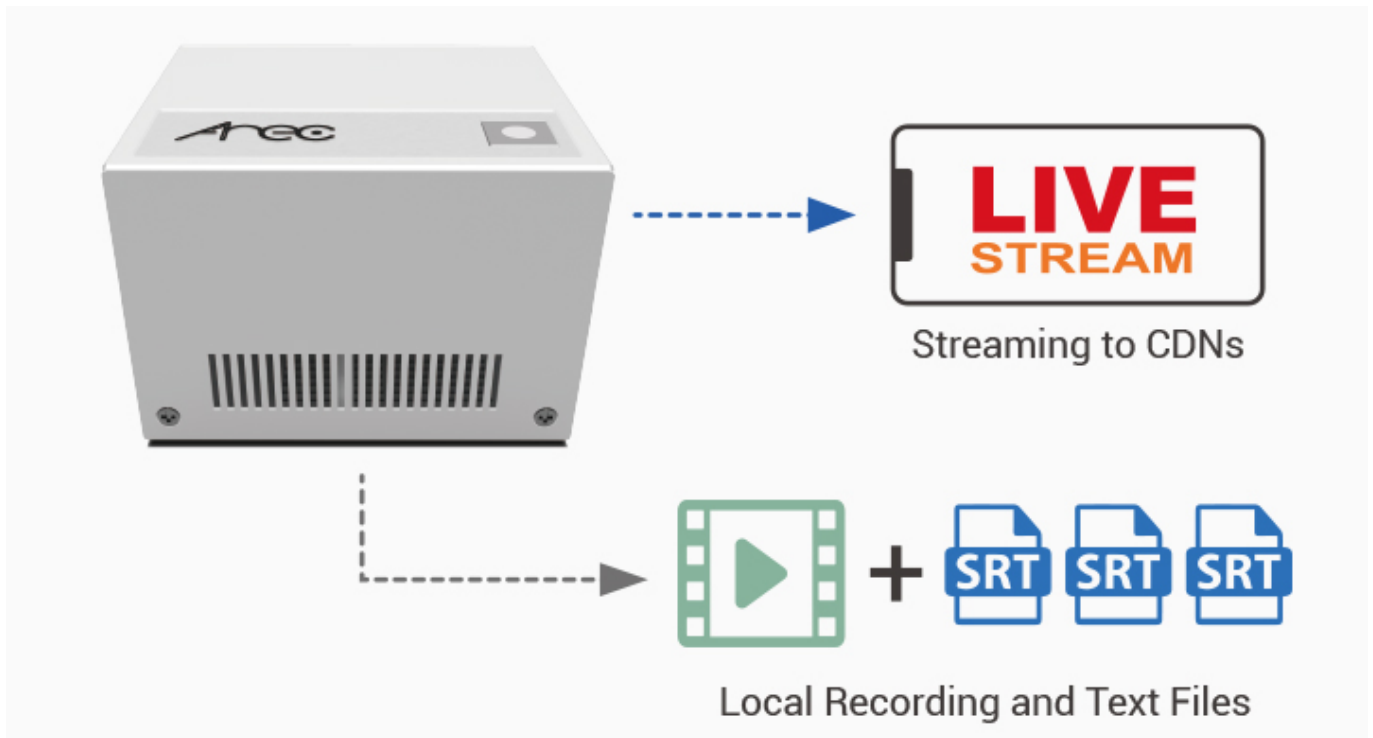 Arec
LIVE
STREAM
Streaming to CDNs
SRT SRT SRT
Local Recording and Text Files